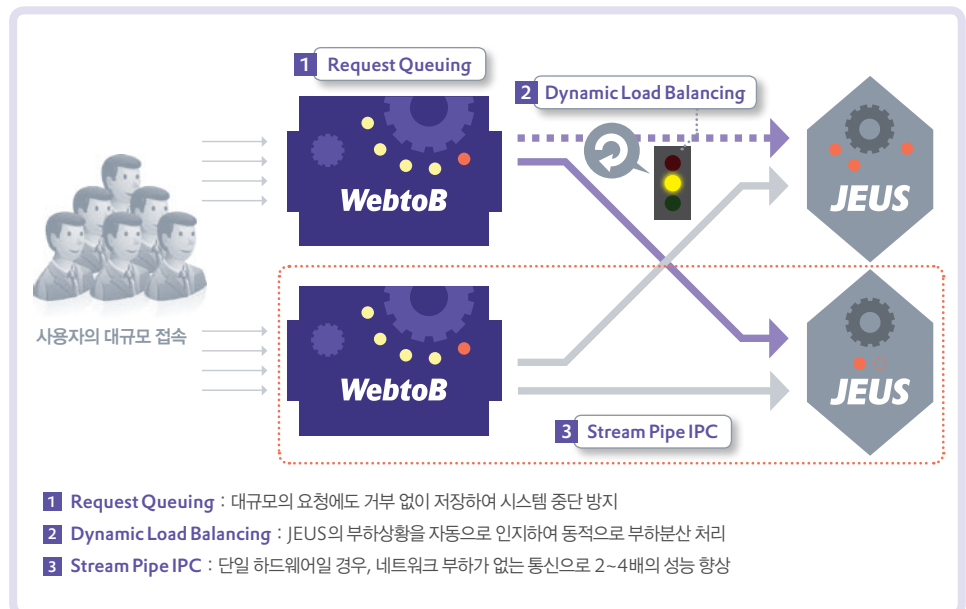 1 Request Queuing
2 Dynamic Load Balancing
WebtoB
JEUS
사용자의 대규모 접속
WebtoB
JEUS
3 Stream Pipe IPC
1 Request Queuing : 대규모의 요청에도 거부 없이 저장하여 시스템 중단 방지
2 Dynamic Load Balancing : JEUS의 부하상황을 자동으로 인지하여 동적으로 부하분산 처리
3 Stream Pipe IPC : 단일 하드웨어일 경우, 네트워크 부하가 없는 통신으로 2~4배의 성능 향상